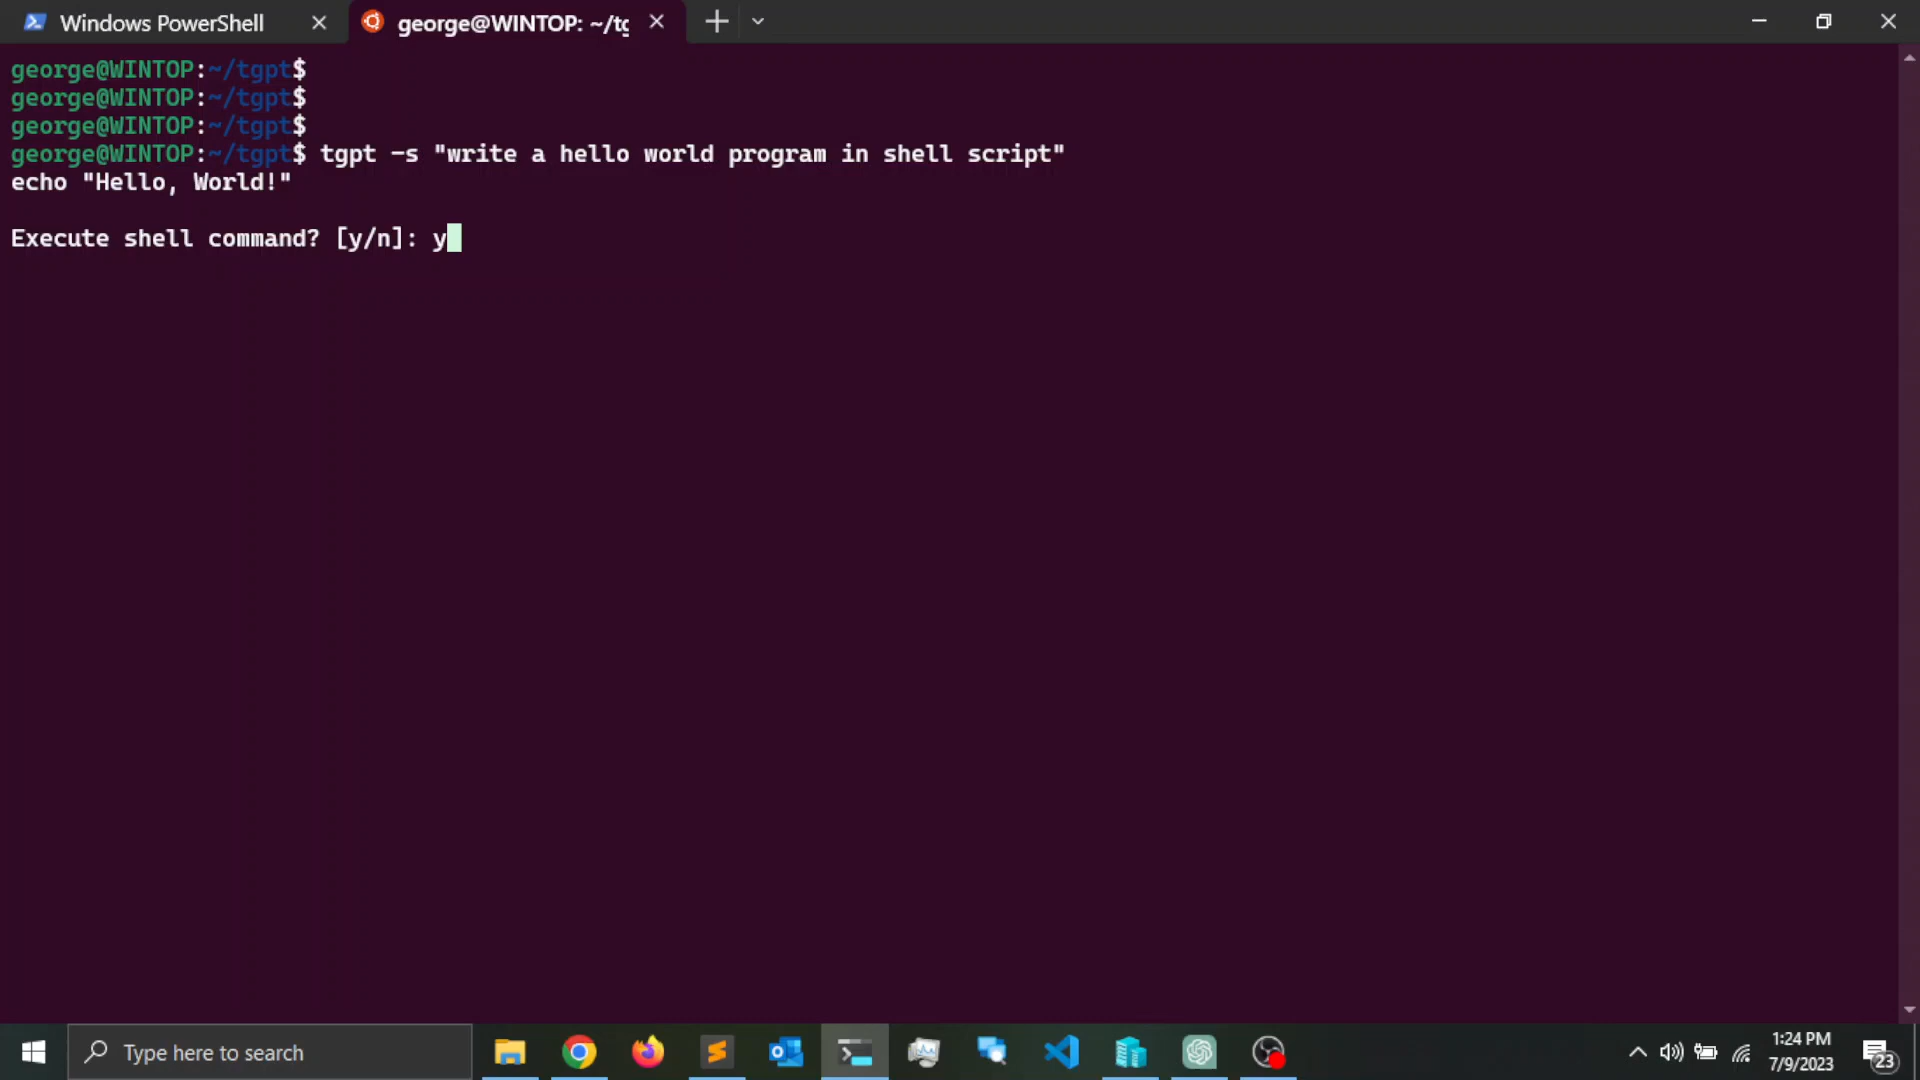 Windows PowerShell
george@WINTOP: ~/tg
george@WINTOP:~/tgpt$
george@WINTOP:~/tgpt$
george@WINTOP:~/tgpt$
george@WINTOP:~/tgpt$ tgpt -s "write a hello world program in shell script"
echo "Hello, World!"
Execute shell command? [y/n]: y
Type here to search
1:24 PM
7/9/2023
23